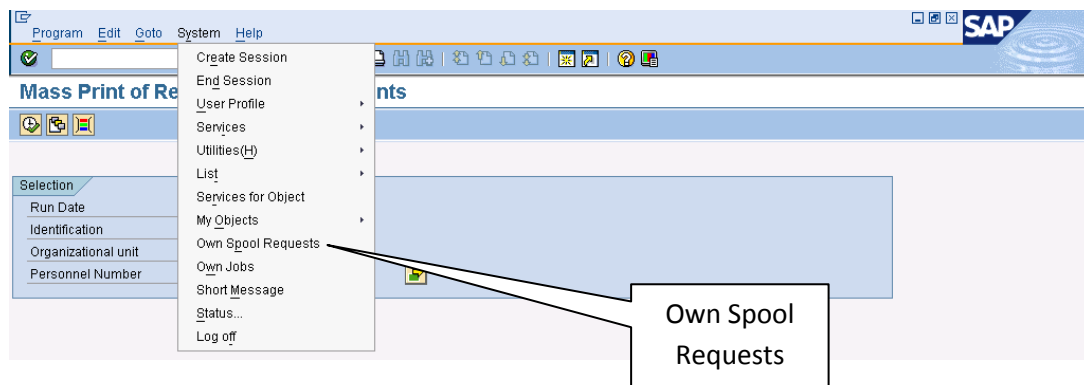 Program Edit Goto System Help
SAP
Create Session
Mass Print of Re nts
End Session
User Profile
Services
Utilities(H)
List
Services for Object
My Objects
Own Spool Requests
Own Jobs
Short Message
Status...
Log off
Selection
Run Date
Identification
Organizational unit
Personnel Number
Own Spool
Requests